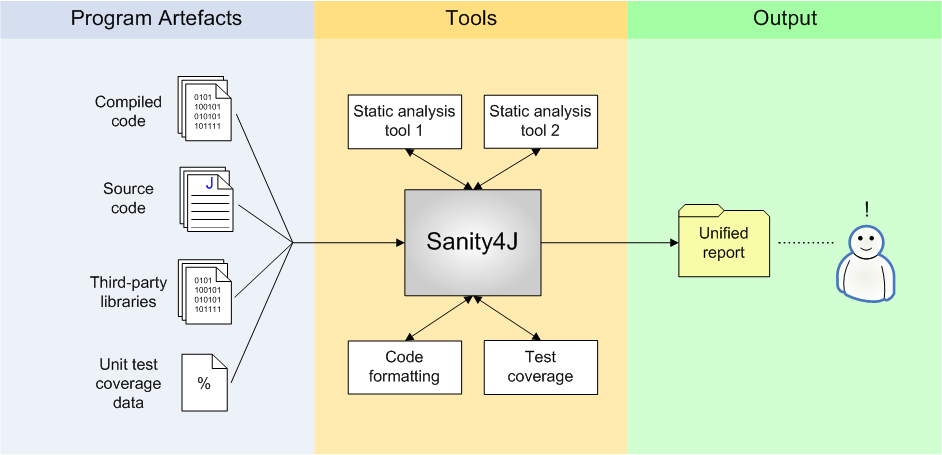 Program Artefacts
Tools
Output
Compiled
code
0101
100101
010101
101111
Source
code
J
Third-party
libraries
0101
100101
010101
101111
Unit test
coverage
data
%
Static analysis
tool 1
Static analysis
tool 2
Sanity4J
Code
formatting
Test
coverage
Unified
report
!